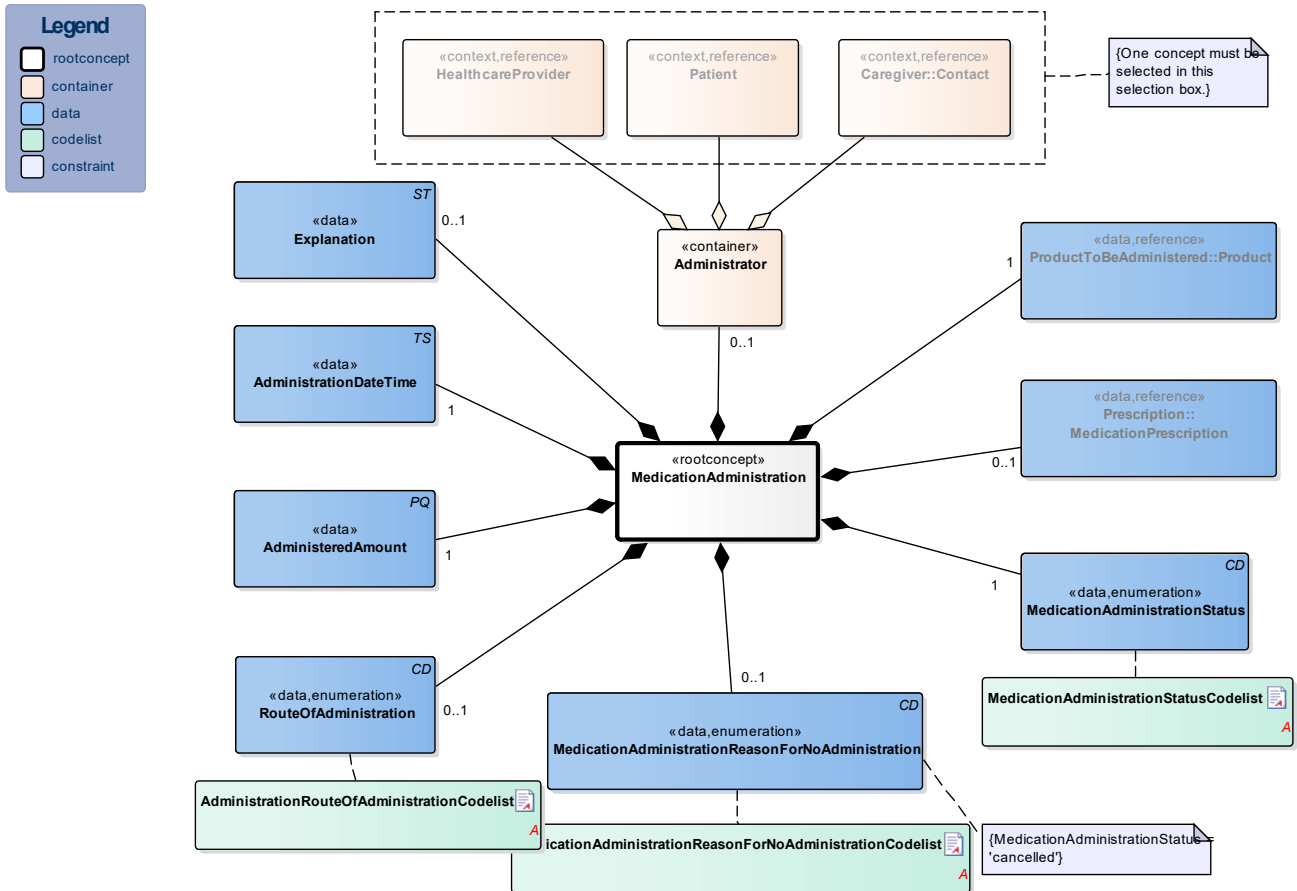 Legend
rootconcept
container
data
codelist
constraint
«context,reference»
HealthcareProvider
«context,reference»
Patient
«context,reference»
Caregiver::Contact
{One concept must be
selected in this
selection box.}
ST
«data»
Explanation
0..1
«container»
Administrator
0..1
«data,reference»
ProductToBeAdministered::Product
1
TS
«data»
AdministrationDateTime
1
«data,reference»
Prescription::
MedicationPrescription
0..1
«rootconcept»
MedicationAdministration
PQ
«data»
AdministeredAmount
1
CD
«data,enumeration»
MedicationAdministrationStatus
1
MedicationAdministrationStatusCodelist
A
CD
«data,enumeration»
RouteOfAdministration
0..1
AdministrationRouteOfAdministrationCodelist
A
0..1
CD
«data,enumeration»
MedicationAdministrationReasonForNoAdministration
icationAdministrationReasonForNoAdministrationCodelist
A
{MedicationAdministrationStatus =
'cancelled'}